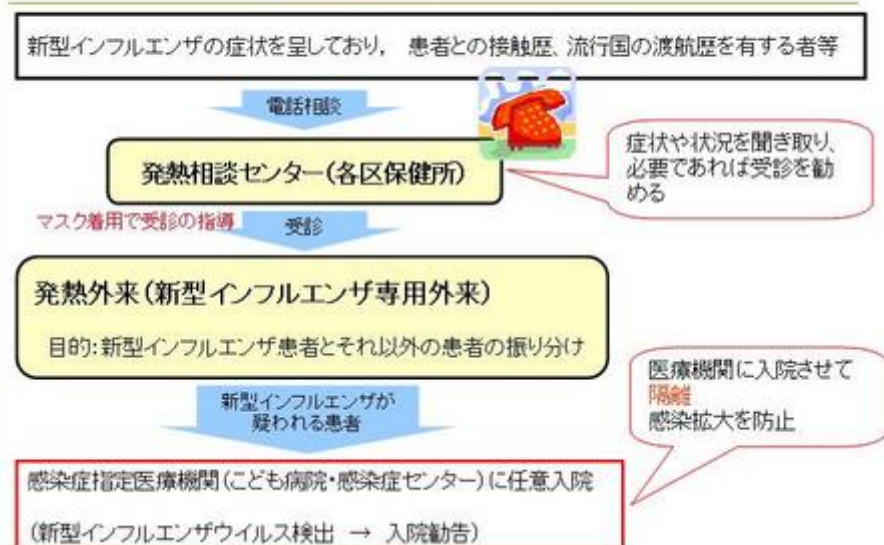 新型インフルエンザの症状を呈しており， 患者との接触歴、流行国の渡航歴を有する者等
電話相談
発熱相談センター(各区保健所)
症状や状況を聞き取り、
必要であれば受診を勧
める
マスク着用で受診の指導
受診
発熱外来(新型インフルエンザ専用外来)
目的:新型インフルエンザ患者とそれ以外の患者の振り分け
新型インフルエンザが
疑われる患者
医療機関に入院させて
隔離
感染拡大を防止
感染症指定医療機関(こども病院・感染症センター)に任意入院
(新型インフルエンザウイルス検出 → 入院勧告)